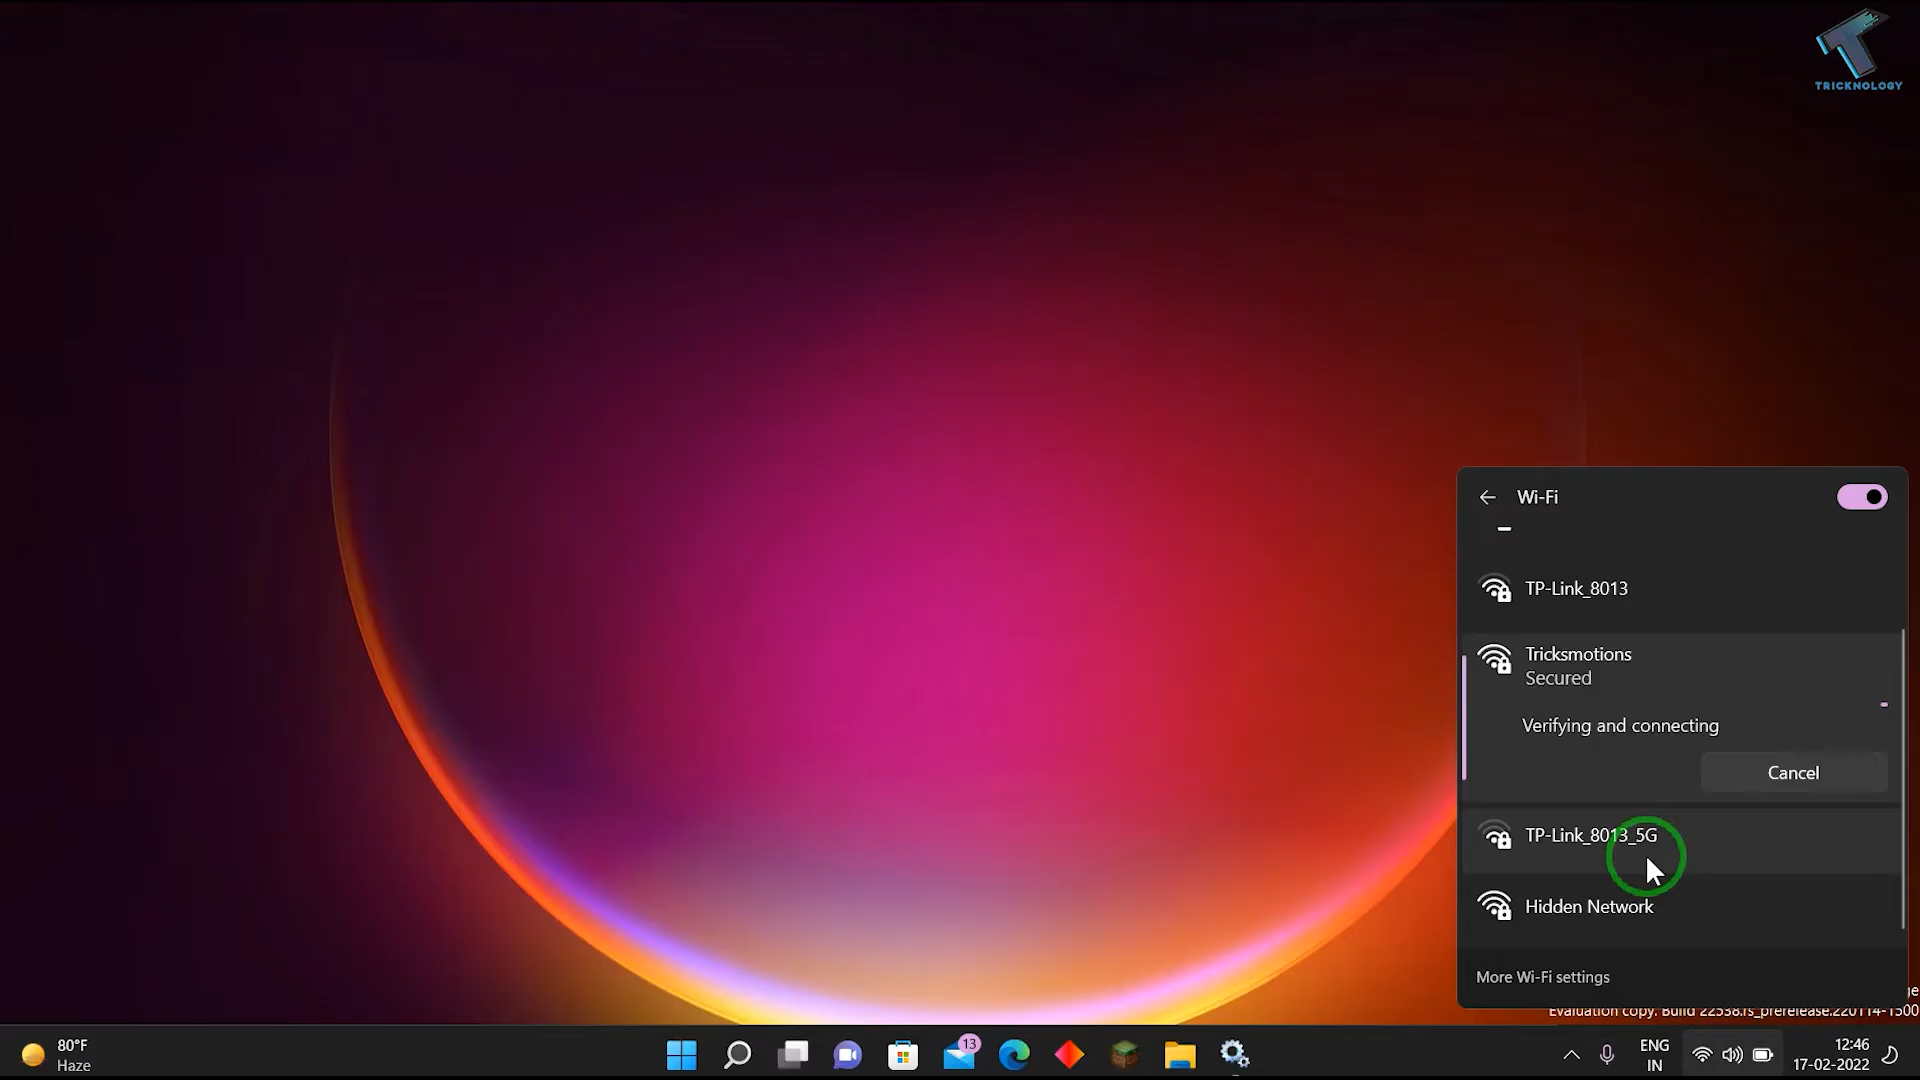 TRICKNOLOGY
Wi-Fi
TP-Link_8013
Tricksmotions
Secured
Verifying and connecting
Cancel
TP-Link_8013_5G
Hidden Network
More Wi-Fi settings
Evaluation copy. Build 22538.rs_prerelease.220114-1500
80°F
Haze
13
ENG
IN
12:46
17-02-2022